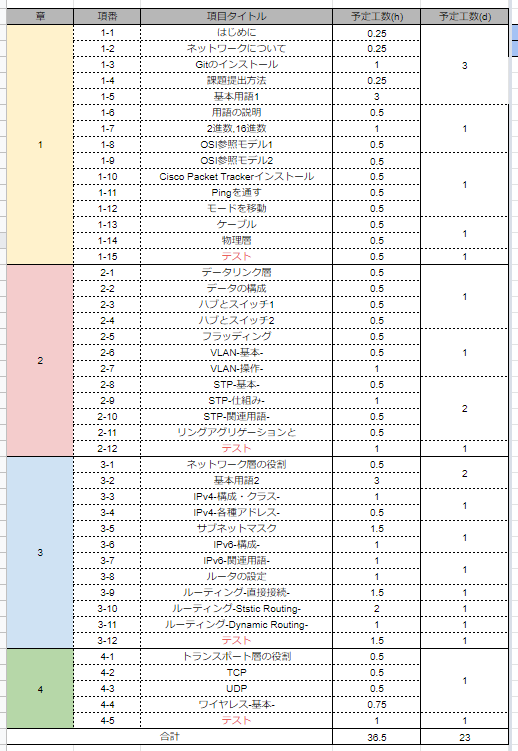 章 項番 項目タイトル 予定工数(h) 予定工数(d)
1 1-1 はじめに 0.25 3
1-2 ネットワークについて 0.25
1-3 Gitのインストール 1
1-4 課題提出方法 0.25
1-5 基本用語1 3
1-6 用語の説明 0.5 1
1-7 2進数,16進数 1
1-8 OSI参照モデル1 0.5
1-9 OSI参照モデル2 0.5 1
1-10 Cisco Packet Trackerインストール 0.5
1-11 Pingを通す 0.5
1-12 モードを移動 0.5
1-13 ケーブル 0.5 1
1-14 物理層 0.5
1-15 テスト 0.5 1
2 2-1 データリンク層 0.5 1
2-2 データの構成 0.5
2-3 ハブとスイッチ1 0.5
2-4 ハブとスイッチ2 0.5
2-5 フラッディング 0.5 1
2-6 VLAN-基本- 0.5
2-7 VLAN-操作- 1
2-8 STP-基本- 0.5 2
2-9 STP-仕組み- 1
2-10 STP-関連用語- 0.5
2-11 リングアグリゲーションと 0.5
2-12 テスト 1 1
3 3-1 ネットワーク層の役割 0.5 2
3-2 基本用語2 3
3-3 IPv4-構成・クラス- 1 1
3-4 IPv4-各種アドレス- 0.5
3-5 サブネットマスク 1.5 1
3-6 IPv6-構成- 1
3-7 IPv6-関連用語- 1 1
3-8 ルータの設定 1
3-9 ルーティング-直接接続- 1.5 1
3-10 ルーティング-Ststic Routing- 2 1
3-11 ルーティング-Dynamic Routing- 1 1
3-12 テスト 1.5 1
4 4-1 トランスポート層の役割 0.5 1
4-2 TCP 0.5
4-3 UDP 0.5
4-4 ワイヤレス-基本- 0.75
4-5 テスト 1 1
合計 36.5 23